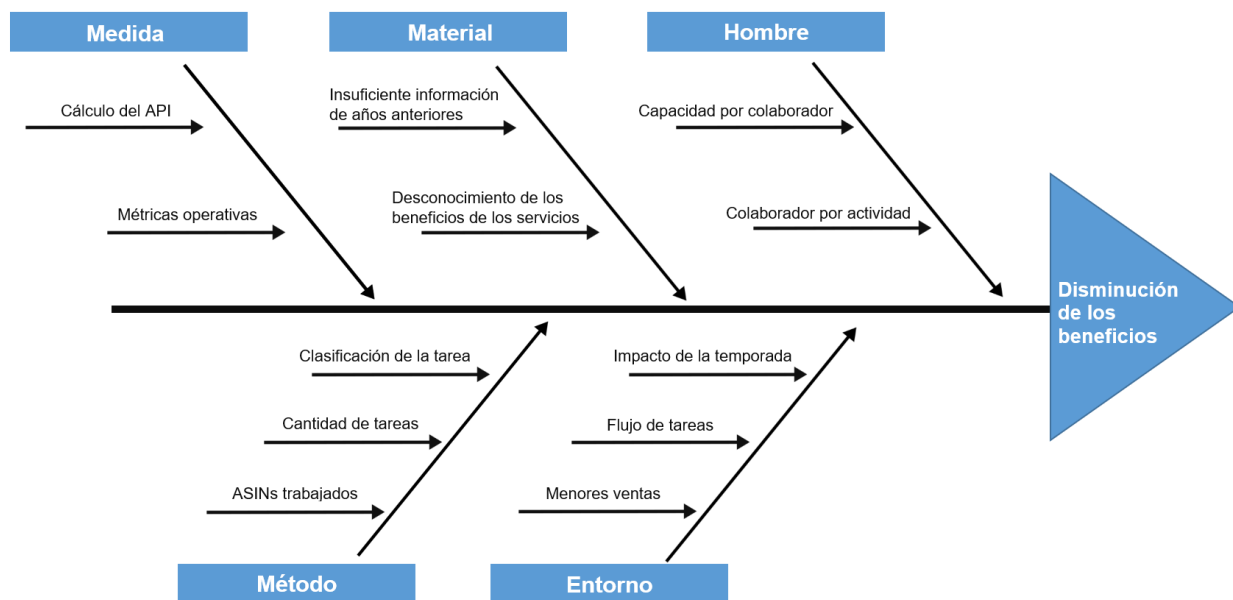 Medida
Material
Hombre
Cálculo del API
Insuficiente información
de años anteriores
Capacidad por colaborador
Métricas operativas
Desconocimiento de los
beneficios de los servicios
Colaborador por actividad
Disminución
de los
beneficios
Clasificación de la tarea
Impacto de la temporada
Cantidad de tareas
Flujo de tareas
ASINs trabajados
Menores ventas
Método
Entorno